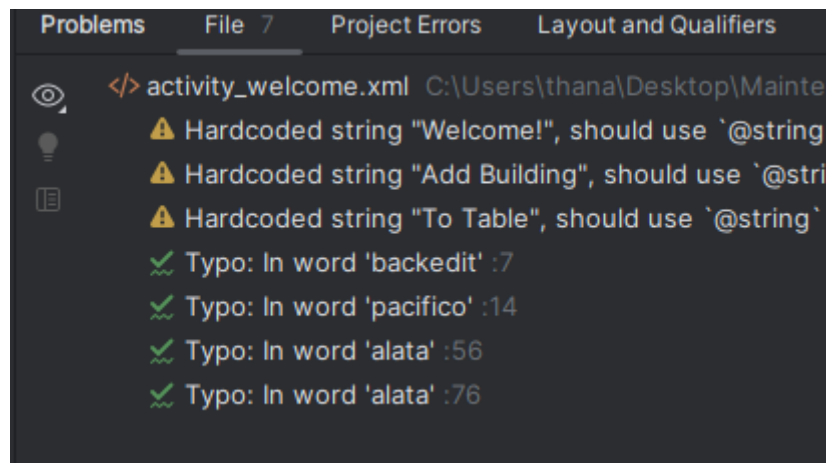 Problems File 7 Project Errors Layout and Qualifiers
</> activity_welcome.xml C:\Users\thana\Desktop\Mainte
Hardcoded string "Welcome!", should use `@string
Hardcoded string "Add Building", should use `@stri
Hardcoded string "To Table", should use `@string`
Typo: In word 'backedit' :7
Typo: In word 'pacifico' :14
Typo: In word 'alata' :56
Typo: In word 'alata' :76